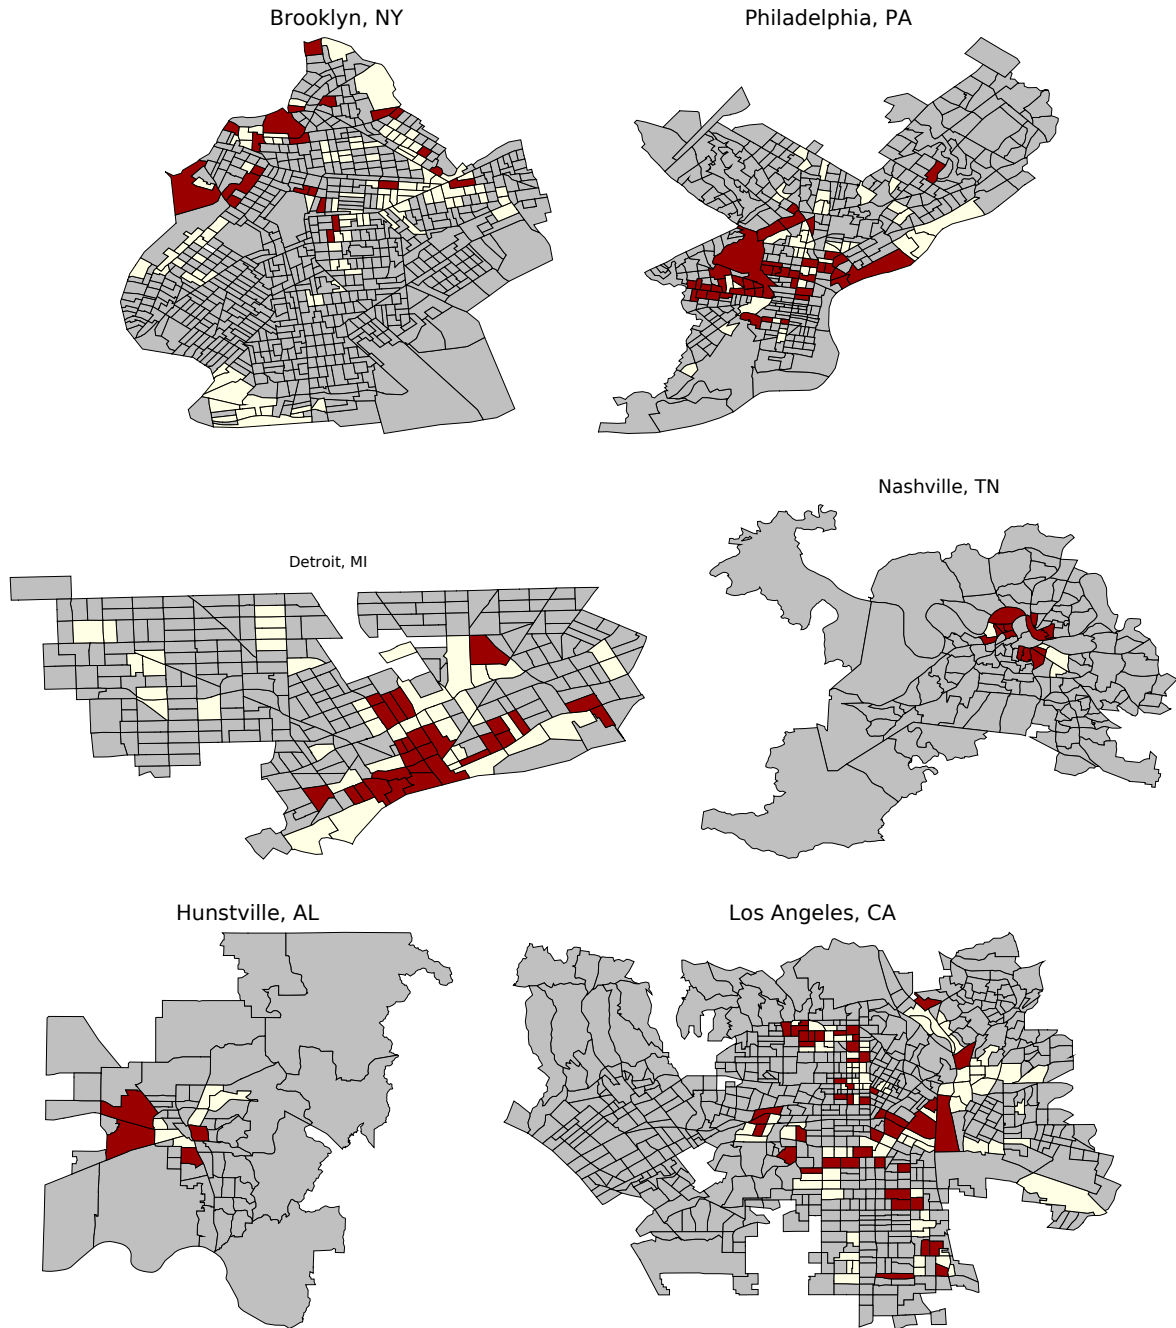 Brooklyn, NY
Philadelphia, PA
Detroit, MI
Nashville, TN
Hunstville, AL
Los Angeles, CA